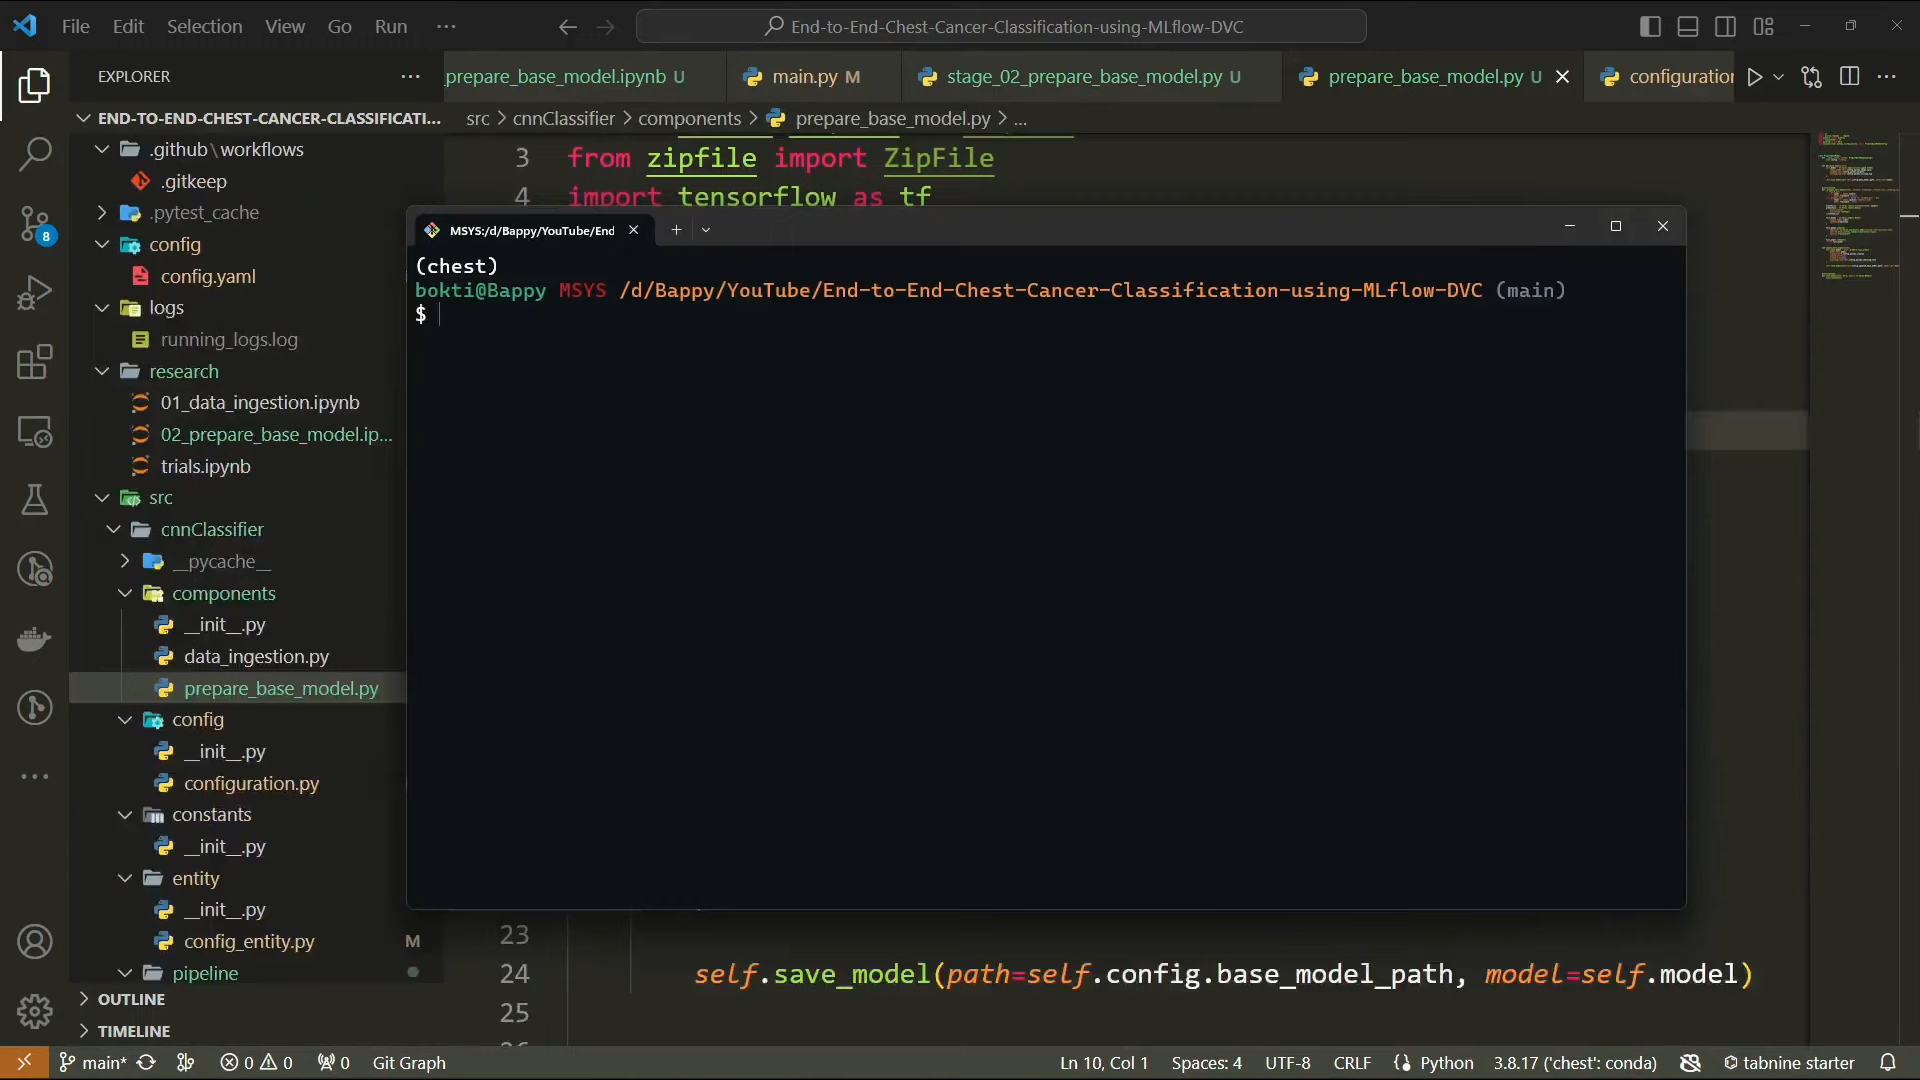 File Edit Selection View Go Run ···
End-to-End-Chest-Cancer-Classification-using-MLflow-DVC
EXPLORER
prepare_base_model.ipynb U
main.py M
stage_02_prepare_base_model.py U
prepare_base_model.py U
configuration
END-TO-END-CHEST-CANCER-CLASSIFICATI...
src > cnnClassifier > components > prepare_base_model.py > ...
.github\workflows
.gitkeep
.pytest_cache
config
config.yaml
logs
running_logs.log
research
01_data_ingestion.ipynb
02_prepare_base_model.ip...
trials.ipynb
src
cnnClassifier
__pycache__
components
__init__.py
data_ingestion.py
prepare_base_model.py
config
__init__.py
configuration.py
constants
__init__.py
entity
__init__.py
config_entity.py M
pipeline
OUTLINE
TIMELINE
3 from zipfile import ZipFile
4 import tensorflow as tf
MSYS:/d/Bappy/YouTube/End
(chest)
bokti@Bappy MSYS /d/Bappy/YouTube/End-to-End-Chest-Cancer-Classification-using-MLflow-DVC (main)
$
23
24 self.save_model(path=self.config.base_model_path, model=self.model)
25
8
main* 0 0 0 Git Graph
Ln 10, Col 1 Spaces: 4 UTF-8 CRLF Python 3.8.17 ('chest': conda) tabnine starter